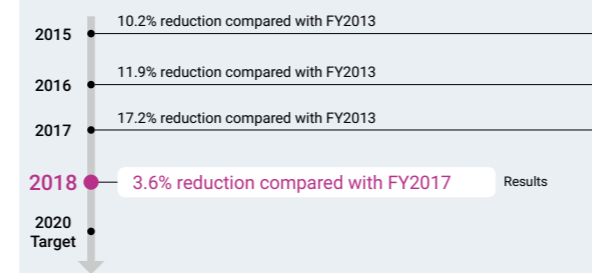 2015 10.2% reduction compared with FY2013
2016 11.9% reduction compared with FY2013
2017 17.2% reduction compared with FY2013
2018 3.6% reduction compared with FY2017 Results
2020
Target